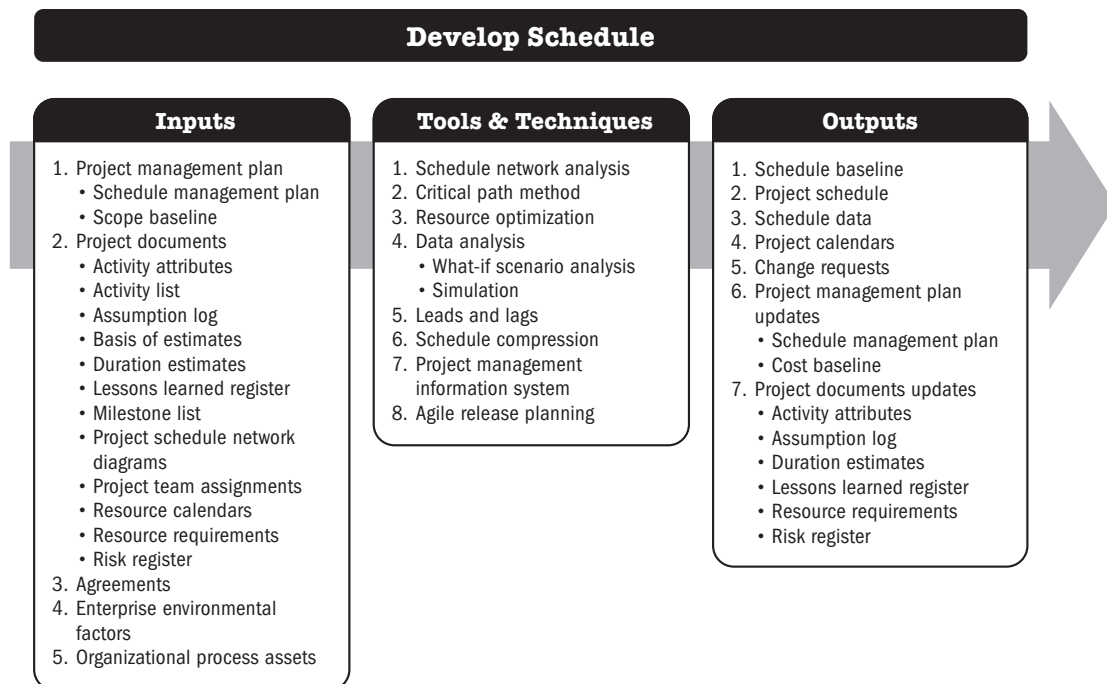 Develop Schedule
Inputs
1. Project management plan
• Schedule management plan
• Scope baseline
2. Project documents
• Activity attributes
• Activity list
• Assumption log
• Basis of estimates
• Duration estimates
• Lessons learned register
• Milestone list
• Project schedule network
diagrams
• Project team assignments
• Resource calendars
• Resource requirements
• Risk register
3. Agreements
4. Enterprise environmental
factors
5. Organizational process assets
Tools & Techniques
1. Schedule network analysis
2. Critical path method
3. Resource optimization
4. Data analysis
• What-if scenario analysis
• Simulation
5. Leads and lags
6. Schedule compression
7. Project management
information system
8. Agile release planning
Outputs
1. Schedule baseline
2. Project schedule
3. Schedule data
4. Project calendars
5. Change requests
6. Project management plan
updates
• Schedule management plan
• Cost baseline
7. Project documents updates
• Activity attributes
• Assumption log
• Duration estimates
• Lessons learned register
• Resource requirements
• Risk register